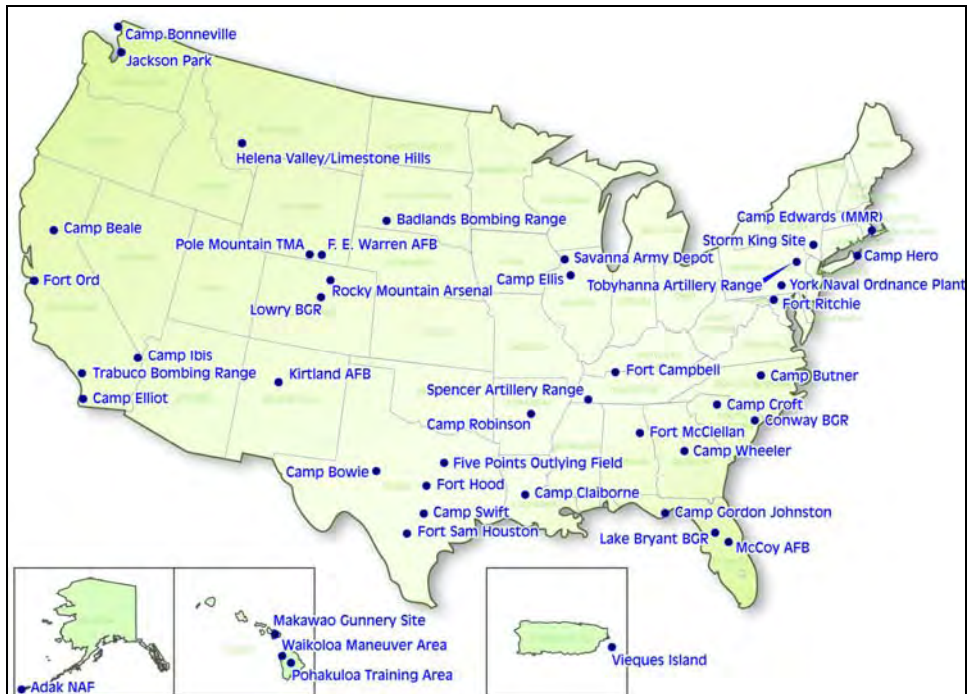 Camp Bonneville
Jackson Park
Helena Valley/Limestone Hills
Badlands Bombing Range
Camp Edwards (MMR)
Camp Beale
Pole Mountain TMA
F. E. Warren AFB
Storm King Site
Savanna Army Depot
Camp Hero
Fort Ord
Camp Ellis
Rocky Mountain Arsenal
Tobyhanna Artillery Range
York Naval Ordnance Plant
Lowry BGR
Fort Ritchie
Camp Ibis
Trabuco Bombing Range
Kirtland AFB
Fort Campbell
Camp Butner
Camp Elliot
Spencer Artillery Range
Camp Croft
Camp Robinson
Conway BGR
Fort McClellan
Camp Wheeler
Camp Bowie
Five Points Outlying Field
Fort Hood
Camp Claiborne
Camp Swift
Camp Gordon Johnston
Fort Sam Houston
Lake Bryant BGR
McCoy AFB
Makawao Gunnery Site
Waikoloa Maneuver Area
Pohakuloa Training Area
Vieques Island
Adak NAF